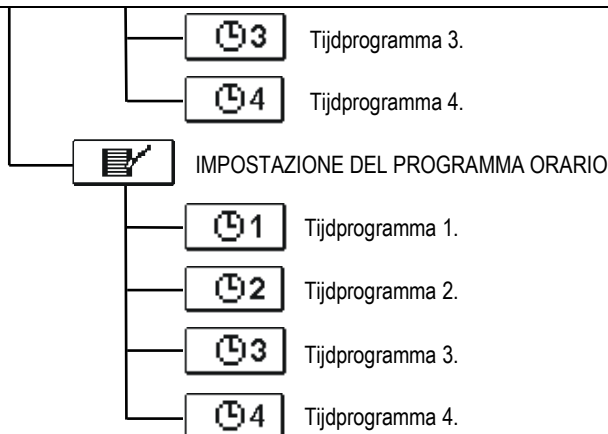 3 Tijdprogramma 3.
4 Tijdprogramma 4.
IMPOSTAZIONE DEL PROGRAMMA ORARIO
1 Tijdprogramma 1.
2 Tijdprogramma 2.
3 Tijdprogramma 3.
4 Tijdprogramma 4.